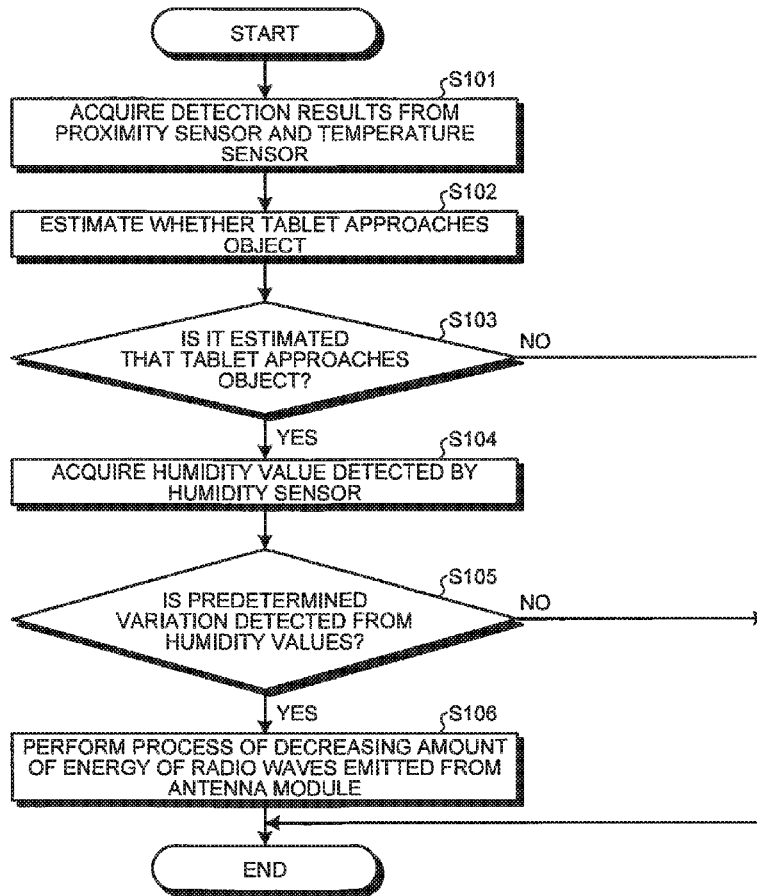 START
S101
ACQUIRE DETECTION RESULTS FROM
PROXIMITY SENSOR AND TEMPERATURE
SENSOR
S102
ESTIMATE WHETHER TABLET APPROACHES
OBJECT
S103
IS IT ESTIMATED
THAT TABLET APPROACHES
OBJECT?
NO
YES
S104
ACQUIRE HUMIDITY VALUE DETECTED BY
HUMIDITY SENSOR
S105
IS PREDETERMINED
VARIATION DETECTED FROM
HUMIDITY VALUES?
NO
YES
S106
PERFORM PROCESS OF DECREASING AMOUNT
OF ENERGY OF RADIO WAVES EMITTED FROM
ANTENNA MODULE
END